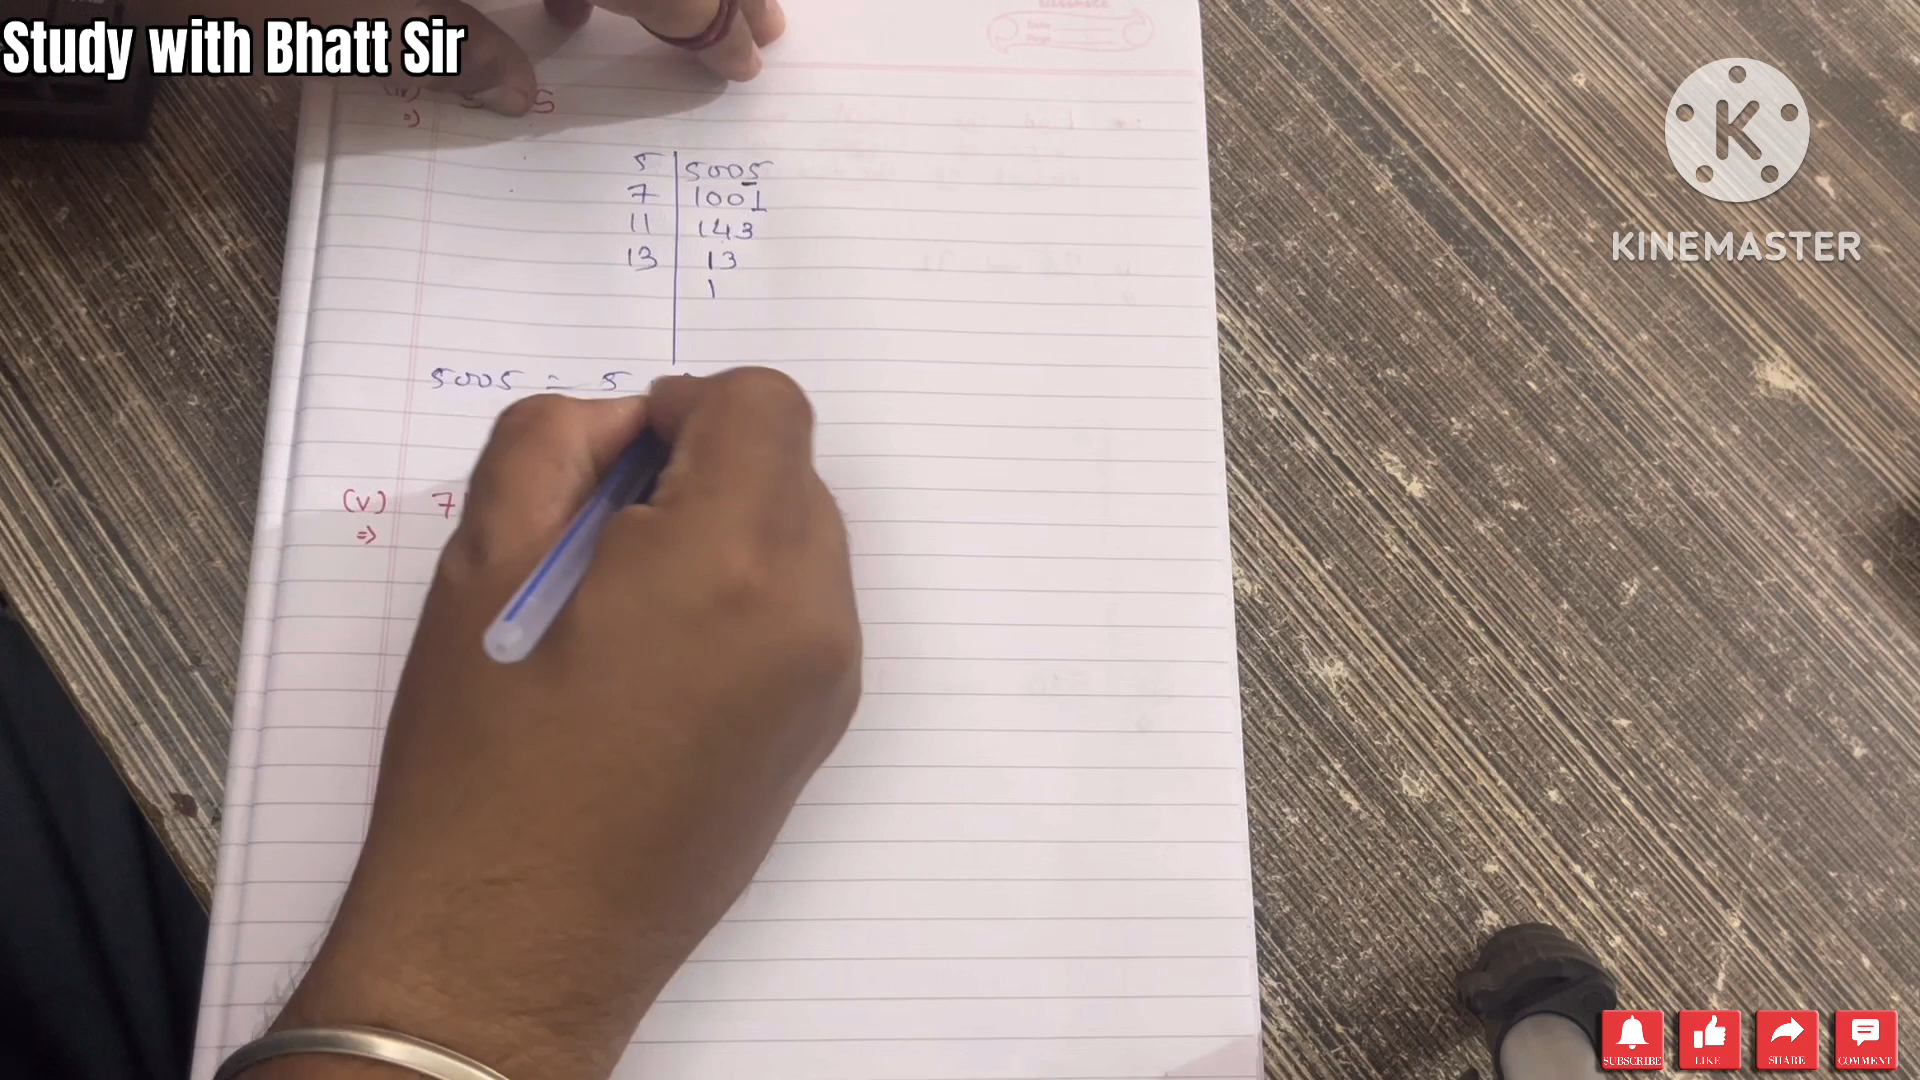 Study with Bhatt Sir
(iv)
=)
5 | 5005
7 | 1001
11 | 143
13 | 13
1
5005 = 5
(v) 7
=>
KINEMASTER
SUBSCRIBE
LIKE
SHARE
COMMENT